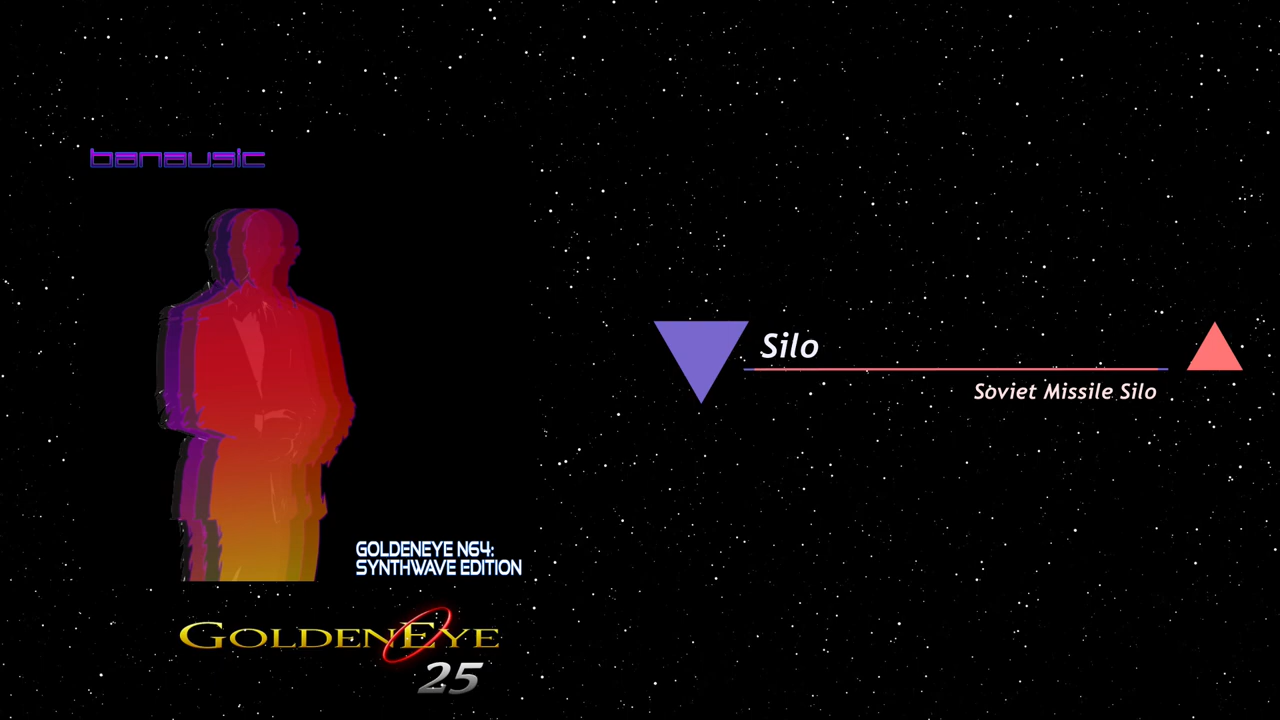 banausic
Silo
Soviet Missile Silo
GOLDENEYE N64:
SYNTHWAVE EDITION
GOLDENEYE
25